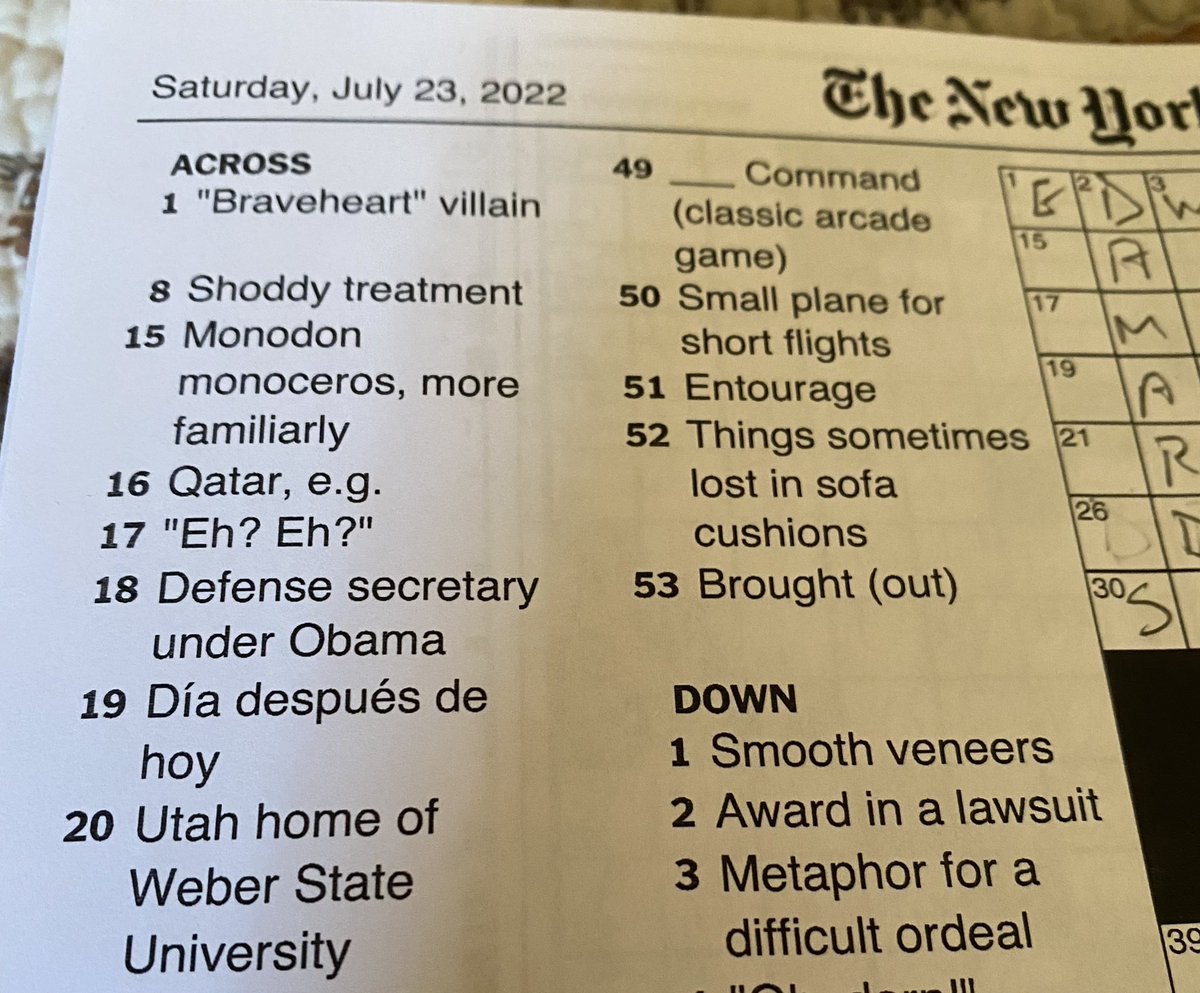 Saturday, July 23, 2022
The New York
ACROSS
1 "Braveheart" villain
8 Shoddy treatment
15 Monodon
monoceros, more
familiarly
16 Qatar, e.g.
17 "Eh? Eh?"
18 Defense secretary
under Obama
19 Día después de
hoy
20 Utah home of
Weber State
University
49 ____ Command
(classic arcade
game)
50 Small plane for
short flights
51 Entourage
52 Things sometimes
lost in sofa
cushions
53 Brought (out)
DOWN
1 Smooth veneers
2 Award in a lawsuit
3 Metaphor for a
difficult ordeal
1 E 2 D 3 W
15 A
17 M
19 A
21 R
26
30 S
39